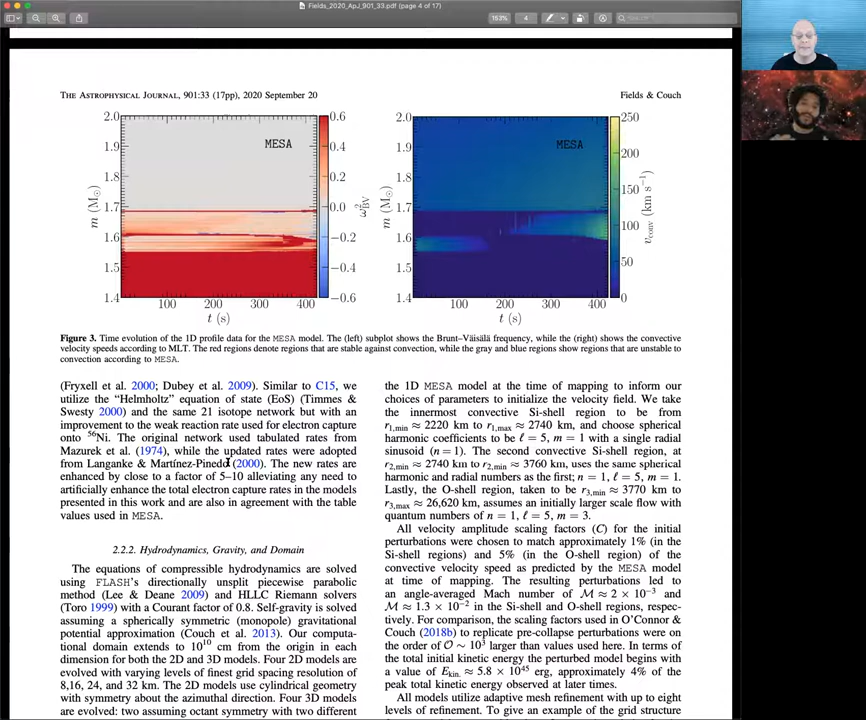 Fields_2020_ApJ_901_33.pdf (page 4 of 17)
153%
4
THE ASTROPHYSICAL JOURNAL, 901:33 (17pp), 2020 September 20
Fields & Couch
2.0
1.9
1.8
1.7
1.6
1.5
1.4
m (M⊙)
MESA
100
200
300
400
t (s)
0.6
0.4
0.2
0.0
−0.2
−0.4
−0.6
ω²BV
2.0
1.9
1.8
1.7
1.6
1.5
1.4
m (M⊙)
MESA
100
200
300
400
t (s)
250
200
150
100
50
0
vconv (km s−1)
Figure 3. Time evolution of the 1D profile data for the MESA model. The (left) subplot shows the Brunt–Väisälä frequency, while the (right) shows the convective
velocity speeds according to MLT. The red regions denote regions that are stable against convection, while the gray and blue regions show regions that are unstable to
convection according to MESA.
(Fryxell et al. 2000; Dubey et al. 2009). Similar to C15, we
utilize the “Helmholtz” equation of state (EoS) (Timmes &
Swesty 2000) and the same 21 isotope network but with an
improvement to the weak reaction rate used for electron capture
onto 56Ni. The original network used tabulated rates from
Mazurek et al. (1974), while the updated rates were adopted
from Langanke & Martínez-Pinedo (2000). The new rates are
enhanced by close to a factor of 5–10 alleviating any need to
artificially enhance the total electron capture rates in the models
presented in this work and are also in agreement with the table
values used in MESA.
2.2.2. Hydrodynamics, Gravity, and Domain
The equations of compressible hydrodynamics are solved
using FLASH’s directionally unsplit piecewise parabolic
method (Lee & Deane 2009) and HLLC Riemann solvers
(Toro 1999) with a Courant factor of 0.8. Self-gravity is solved
assuming a spherically symmetric (monopole) gravitational
potential approximation (Couch et al. 2013). Our computa-
tional domain extends to 10^10 cm from the origin in each
dimension for both the 2D and 3D models. Four 2D models are
evolved with varying levels of finest grid spacing resolution of
8,16, 24, and 32 km. The 2D models use cylindrical geometry
with symmetry about the azimuthal direction. Four 3D models
are evolved: two assuming octant symmetry with two different
the 1D MESA model at the time of mapping to inform our
choices of parameters to initialize the velocity field. We take
the innermost convective Si-shell region to be from
r1,min ≈ 2220 km to r1,max ≈ 2740 km, and choose spherical
harmonic coefficients to be ℓ = 5, m = 1 with a single radial
sinusoid (n = 1). The second convective Si-shell region, at
r2,min ≈ 2740 km to r2,max ≈ 3760 km, uses the same spherical
harmonic and radial numbers as the first; n = 1, ℓ = 5, m = 1.
Lastly, the O-shell region, taken to be r3,min ≈ 3770 km to
r3,max ≈ 26,620 km, assumes an initially larger scale flow with
quantum numbers of n = 1, ℓ = 5, m = 3.
All velocity amplitude scaling factors (C) for the initial
perturbations were chosen to match approximately 1% (in the
Si-shell regions) and 5% (in the O-shell region) of the
convective velocity speed as predicted by the MESA model
at time of mapping. The resulting perturbations led to
an angle-averaged Mach number of M ≈ 2 × 10−3 and
M ≈ 1.3 × 10−2 in the Si-shell and O-shell regions, respec-
tively. For comparison, the scaling factors used in O’Connor &
Couch (2018b) to replicate pre-collapse perturbations were on
the order of O ∼ 10^3 larger than values used here. In terms of
the total initial kinetic energy the perturbed model begins with
a value of Ekin. ≈ 5.8 × 10^45 erg, approximately 4% of the
peak total kinetic energy observed at later times.
All models utilize adaptive mesh refinement with up to eight
levels of refinement. To give an example of the grid structure